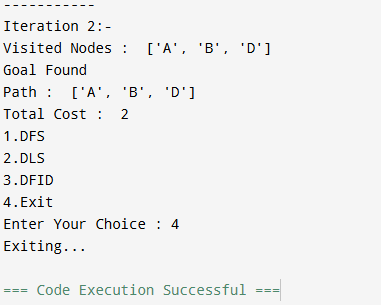 -----------
Iteration 2:-
Visited Nodes :  ['A', 'B', 'D']
Goal Found
Path :  ['A', 'B', 'D']
Total Cost :  2
1.DFS
2.DLS
3.DFID
4.Exit
Enter Your Choice : 4
Exiting...
=== Code Execution Successful ===